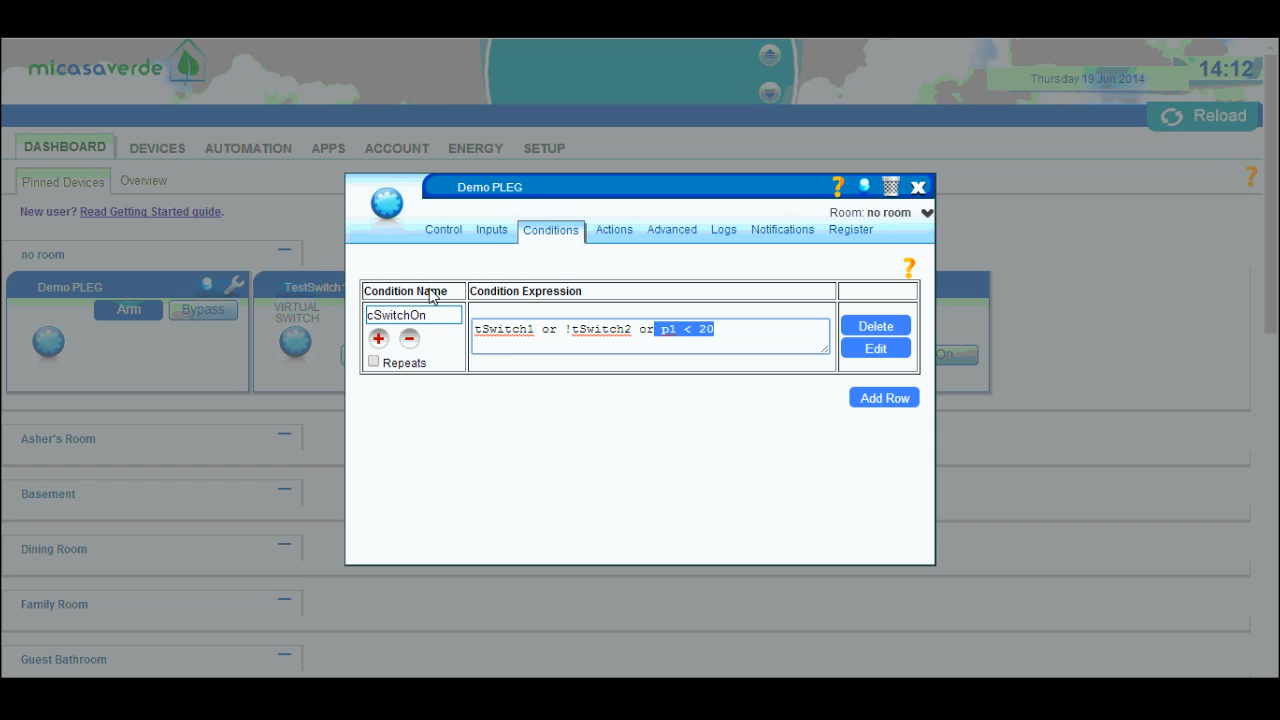 micasaverde
Thursday 19 Jun 2014
14:12
Reload
DASHBOARD DEVICES AUTOMATION APPS ACCOUNT ENERGY SETUP
Pinned Devices Overview
?
New user? Read Getting Started guide.
no room
Demo PLEG
Arm Bypass
TestSwitch1
VIRTUAL
SWITCH
On
Asher's Room
Basement
Dining Room
Family Room
Guest Bathroom
Demo PLEG
? X
Room: no room
Control Inputs Conditions Actions Advanced Logs Notifications Register
?
Condition Name Condition Expression
cSwitchOn
tSwitch1 or !tSwitch2 or p1 < 20
Repeats
Delete
Edit
Add Row